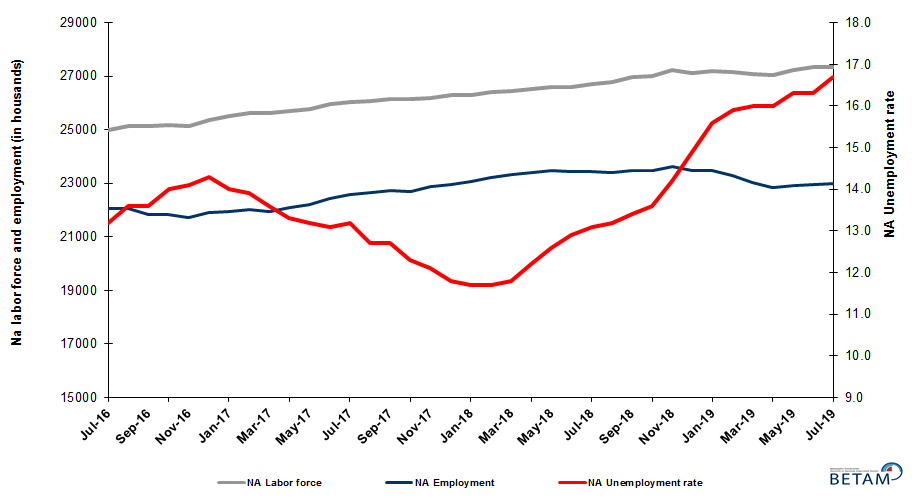 29000
27000
25000
23000
21000
19000
17000
15000
Na labor force and employment (in thousands)
18.0
17.0
16.0
15.0
14.0
13.0
12.0
11.0
10.0
9.0
NA Unemployment rate
Jul-16
Sep-16
Nov-16
Jan-17
Mar-17
May-17
Jul-17
Sep-17
Nov-17
Jan-18
Mar-18
May-18
Jul-18
Sep-18
Nov-18
Jan-19
Mar-19
May-19
Jul-19
NA Labor force
NA Employment
NA Unemployment rate
BETAM